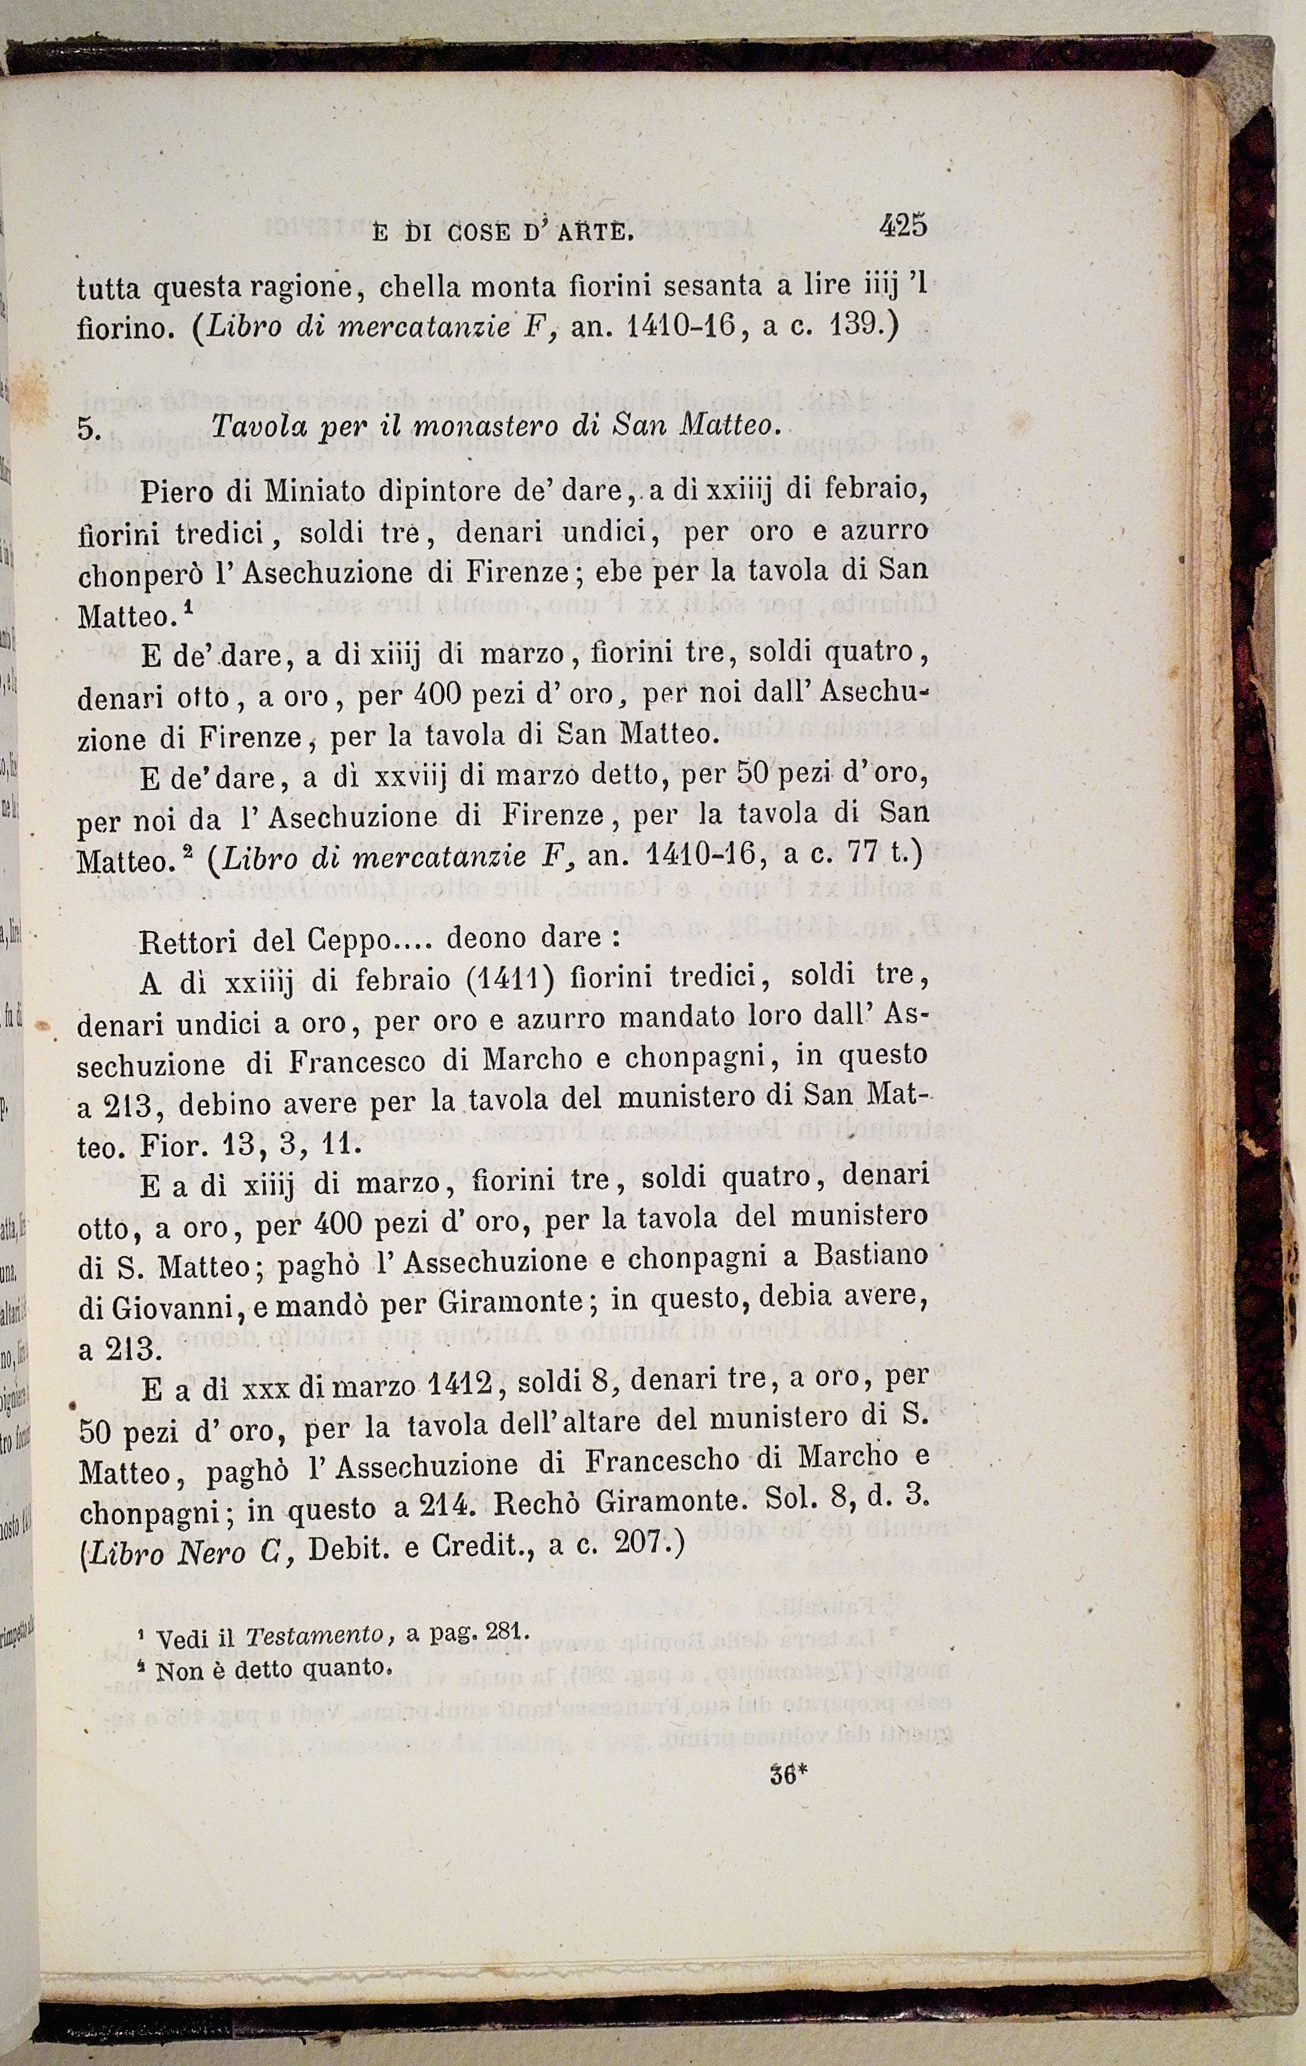 E DI COSE D' ARTE. 425
tutta questa ragione, chella monta fiorini sesanta a lire iiij 'l
fiorino. (Libro di mercatanzie F, an. 1410-16, a c. 139.)
5. Tavola per il monastero di San Matteo.
Piero di Miniato dipintore de' dare, a dì xxiiij di febraio,
fiorini tredici, soldi tre, denari undici, per oro e azurro
chonperò l' Asechuzione di Firenze; ebe per la tavola di San
Matteo.¹
E de' dare, a dì xiiij di marzo, fiorini tre, soldi quatro,
denari otto, a oro, per 400 pezi d' oro, per noi dall' Asechu-
zione di Firenze, per la tavola di San Matteo.
E de' dare, a dì xxviij di marzo detto, per 50 pezi d' oro,
per noi da l' Asechuzione di Firenze, per la tavola di San
Matteo.² (Libro di mercatanzie F, an. 1410-16, a c. 77 t.)
Rettori del Ceppo.... deono dare :
A dì xxiiij di febraio (1411) fiorini tredici, soldi tre,
denari undici a oro, per oro e azurro mandato loro dall' As-
sechuzione di Francesco di Marcho e chonpagni, in questo
a 213, debino avere per la tavola del munistero di San Mat-
teo. Fior. 13, 3, 11.
E a dì xiiij di marzo, fiorini tre, soldi quatro, denari
otto, a oro, per 400 pezi d' oro, per la tavola del munistero
di S. Matteo; paghò l' Assechuzione e chonpagni a Bastiano
di Giovanni, e mandò per Giramonte; in questo, debia avere,
a 213.
E a dì xxx di marzo 1412, soldi 8, denari tre, a oro, per
50 pezi d' oro, per la tavola dell' altare del munistero di S.
Matteo, paghò l' Assechuzione di Francescho di Marcho e
chonpagni; in questo a 214. Rechò Giramonte. Sol. 8, d. 3.
(Libro Nero C, Debit. e Credit., a c. 207.)
¹ Vedi il Testamento, a pag. 281.
² Non è detto quanto.
36*